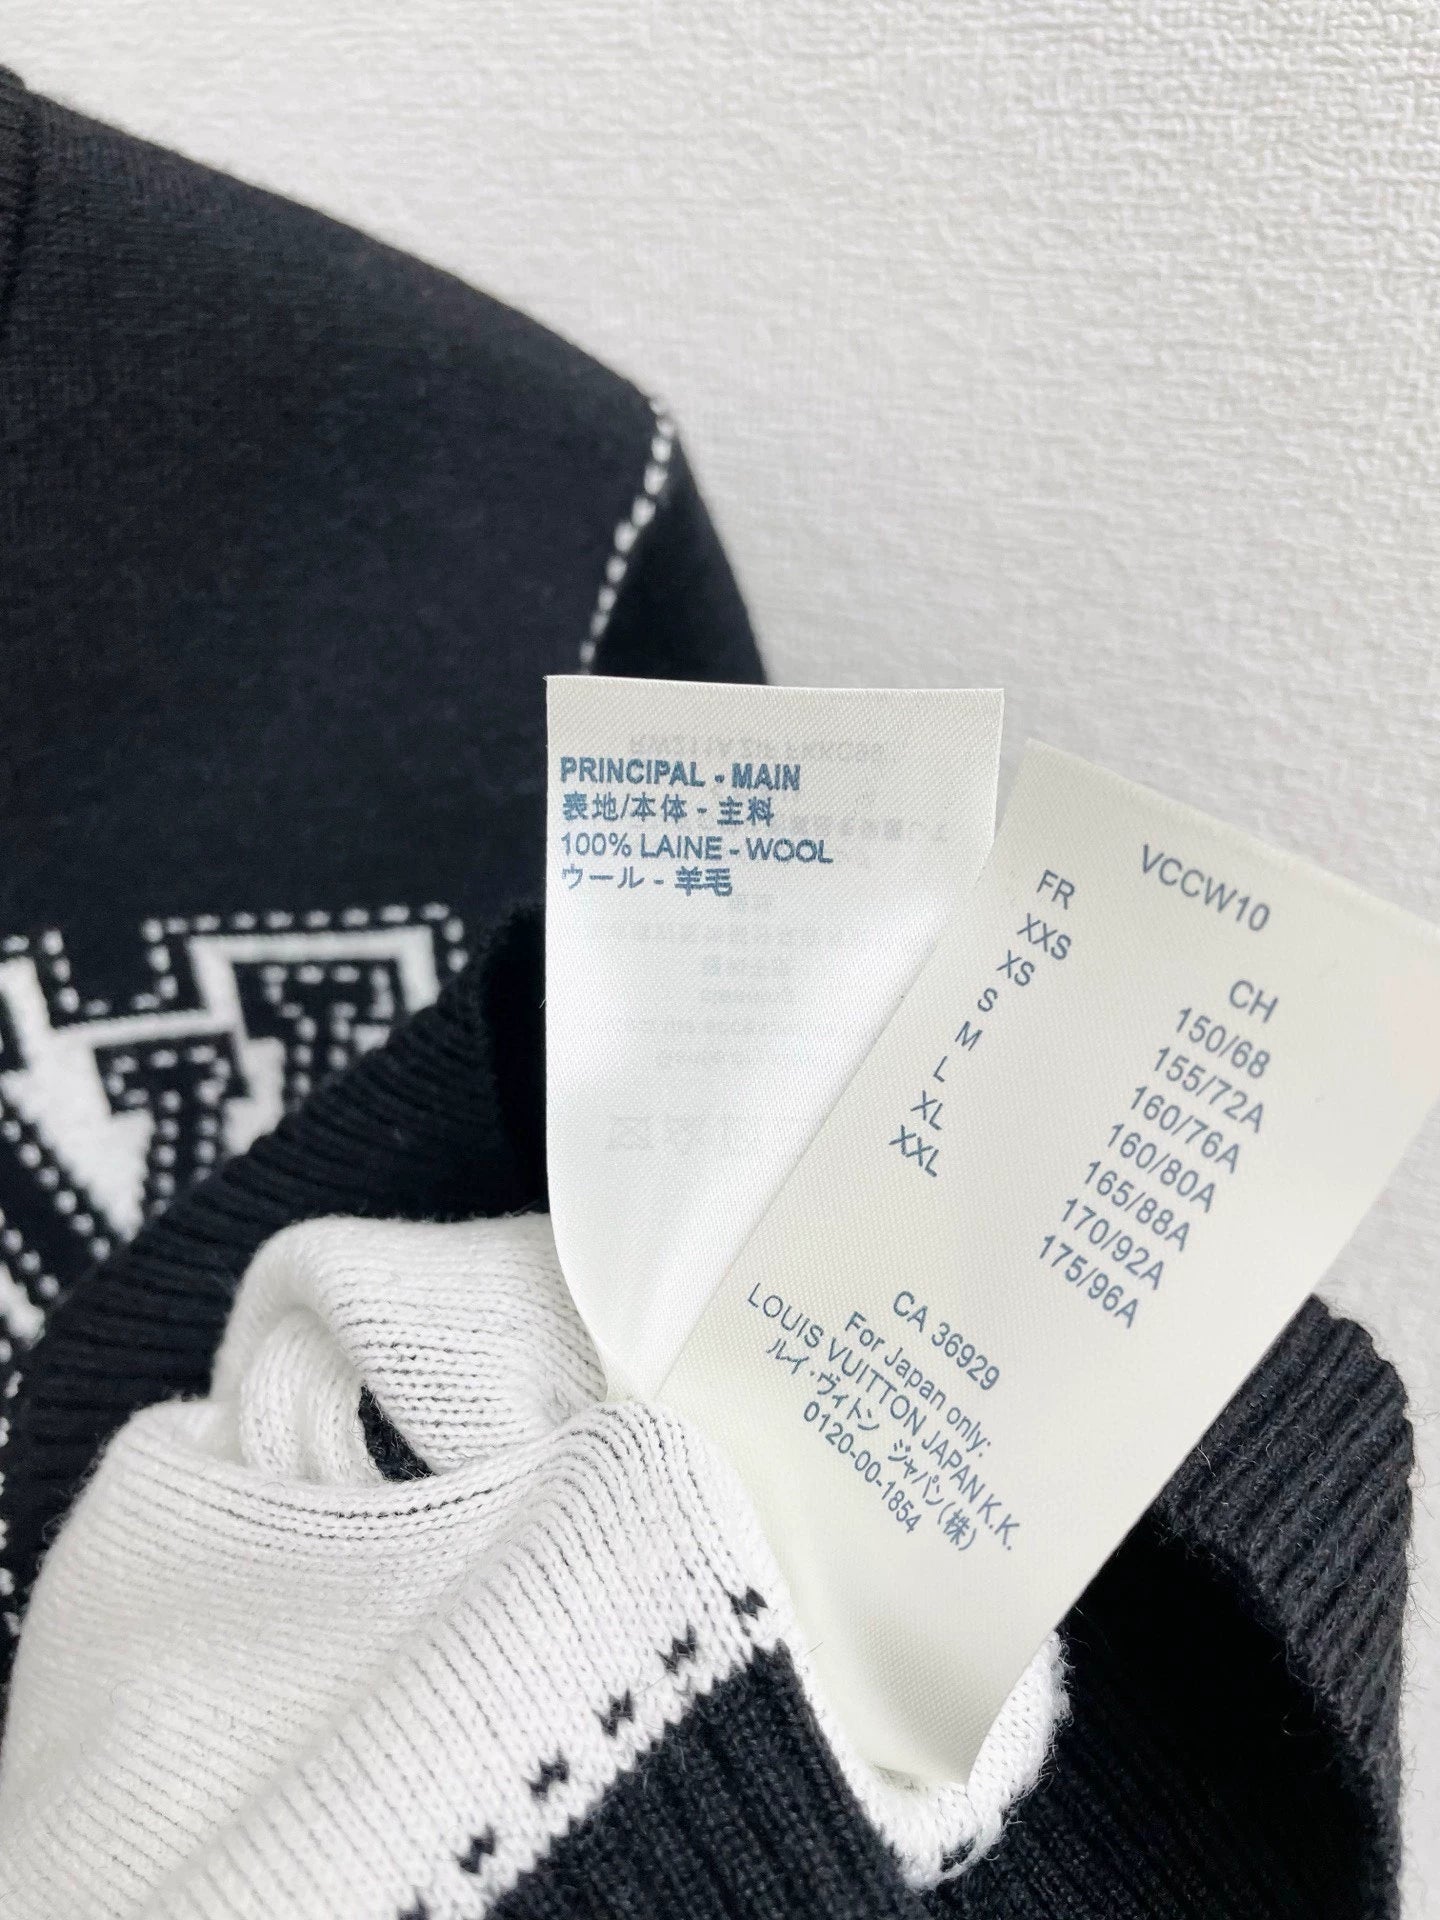 PRINCIPAL - MAIN
表地/本体 - 主料
100% LAINE - WOOL
ウール - 羊毛
VCCW10
FR CH
XXS 150/68
XS 155/72A
S 160/76A
M 160/80A
L 165/88A
XL 170/92A
XXL 175/96A
CA 36929
For Japan only:
LOUIS VUITTON JAPAN K.K.
ルイ・ヴィトン ジャパン(株)
0120-00-1854